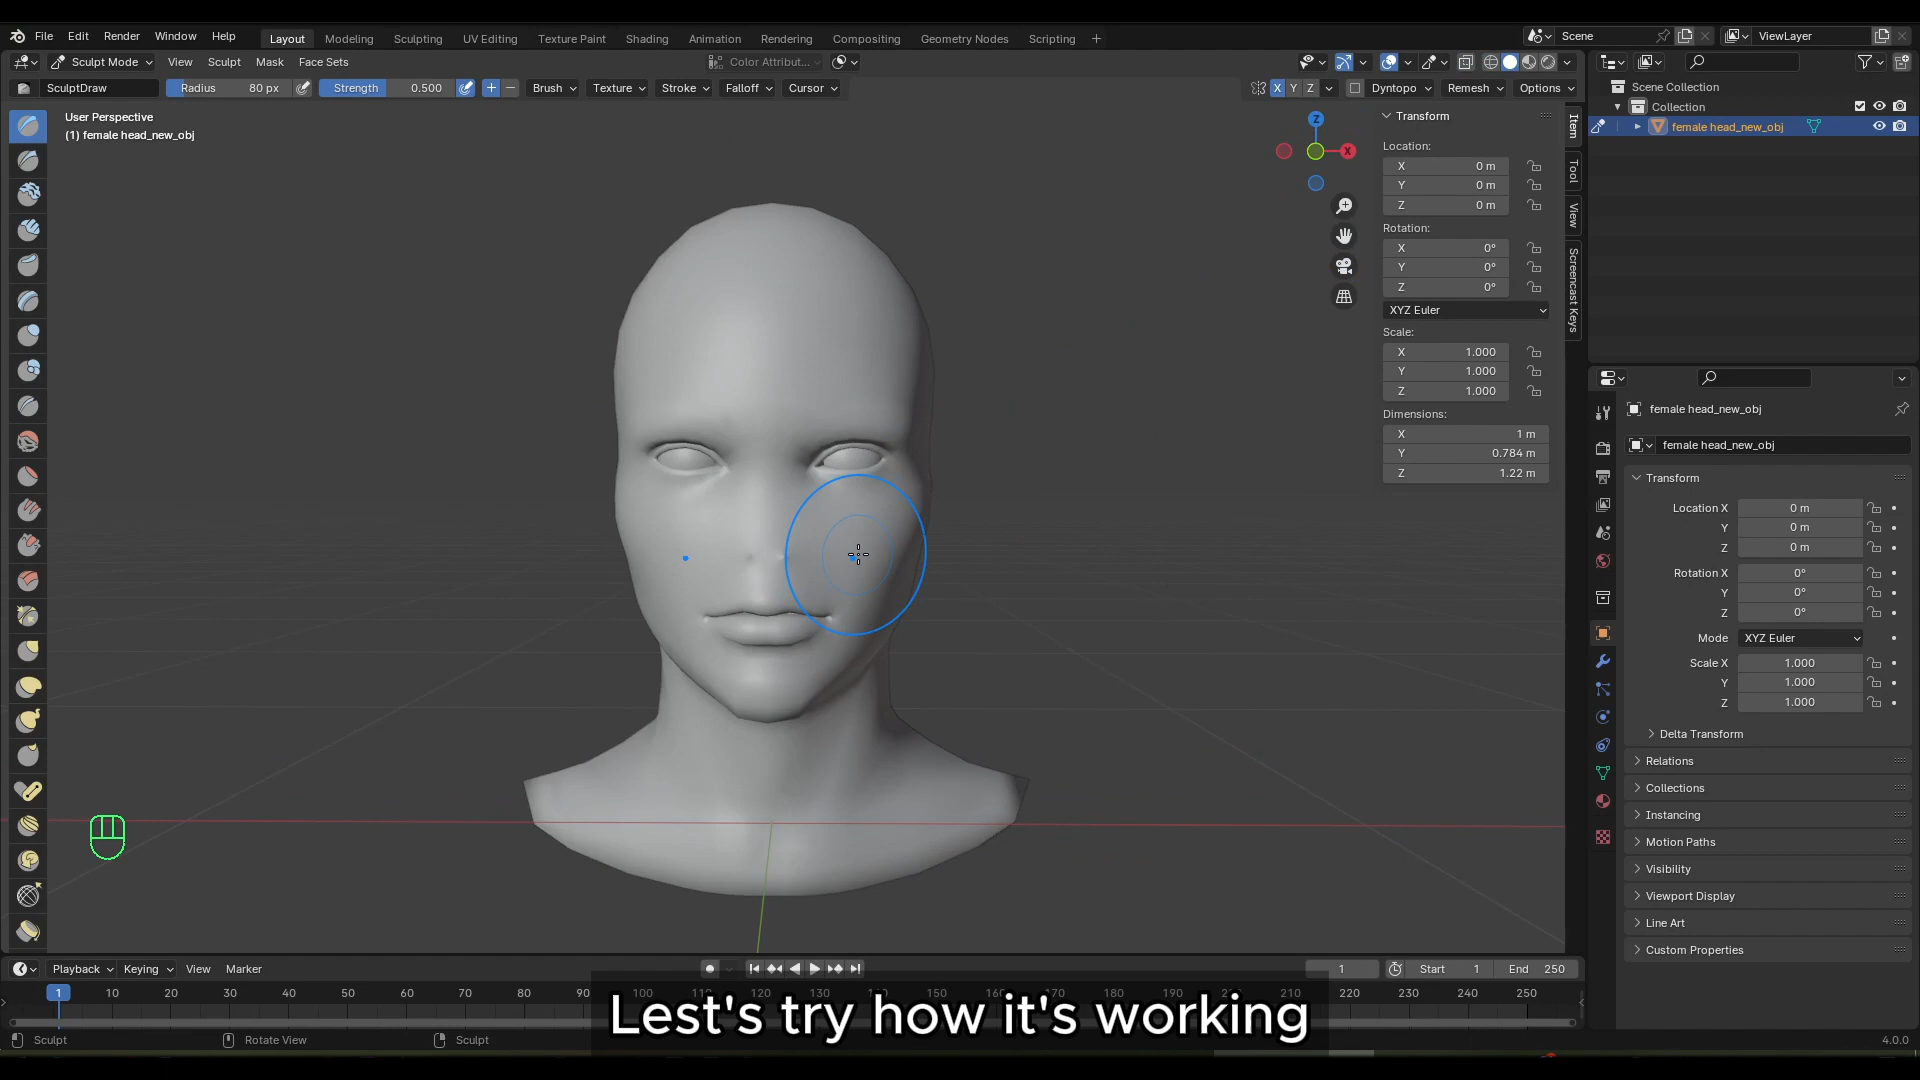 File Edit Render Window Help Layout Modeling Sculpting UV Editing Texture Paint Shading Animation Rendering Compositing Geometry Nodes Scripting + Scene ViewLayer
Sculpt Mode View Sculpt Mask Face Sets Color Attribut...
SculptDraw Radius 80 px Strength 0.500 Brush Texture Stroke Falloff Cursor X Y Z Dyntopo Remesh Options
User Perspective
(1) female head_new_obj
Z
X
Transform
Location:
X 0 m
Y 0 m
Z 0 m
Rotation:
X 0°
Y 0°
Z 0°
XYZ Euler
Scale:
X 1.000
Y 1.000
Z 1.000
Dimensions:
X 1 m
Y 0.784 m
Z 1.22 m
Item
Tool
View
Screencast Keys
Scene Collection
Collection
female head_new_obj
female head_new_obj
female head_new_obj
Transform
Location X 0 m
Y 0 m
Z 0 m
Rotation X 0°
Y 0°
Z 0°
Mode XYZ Euler
Scale X 1.000
Y 1.000
Z 1.000
Delta Transform
Relations
Collections
Instancing
Motion Paths
Visibility
Viewport Display
Line Art
Custom Properties
Playback Keying View Marker 1 Start 1 End 250
1 10 20 30 40 50 60 70 80 90 100 110 120 130 140 150 160 170 180 190 200 210 220 230 240 250
Lest's try how it's working
Sculpt Rotate View Sculpt 4.0.0